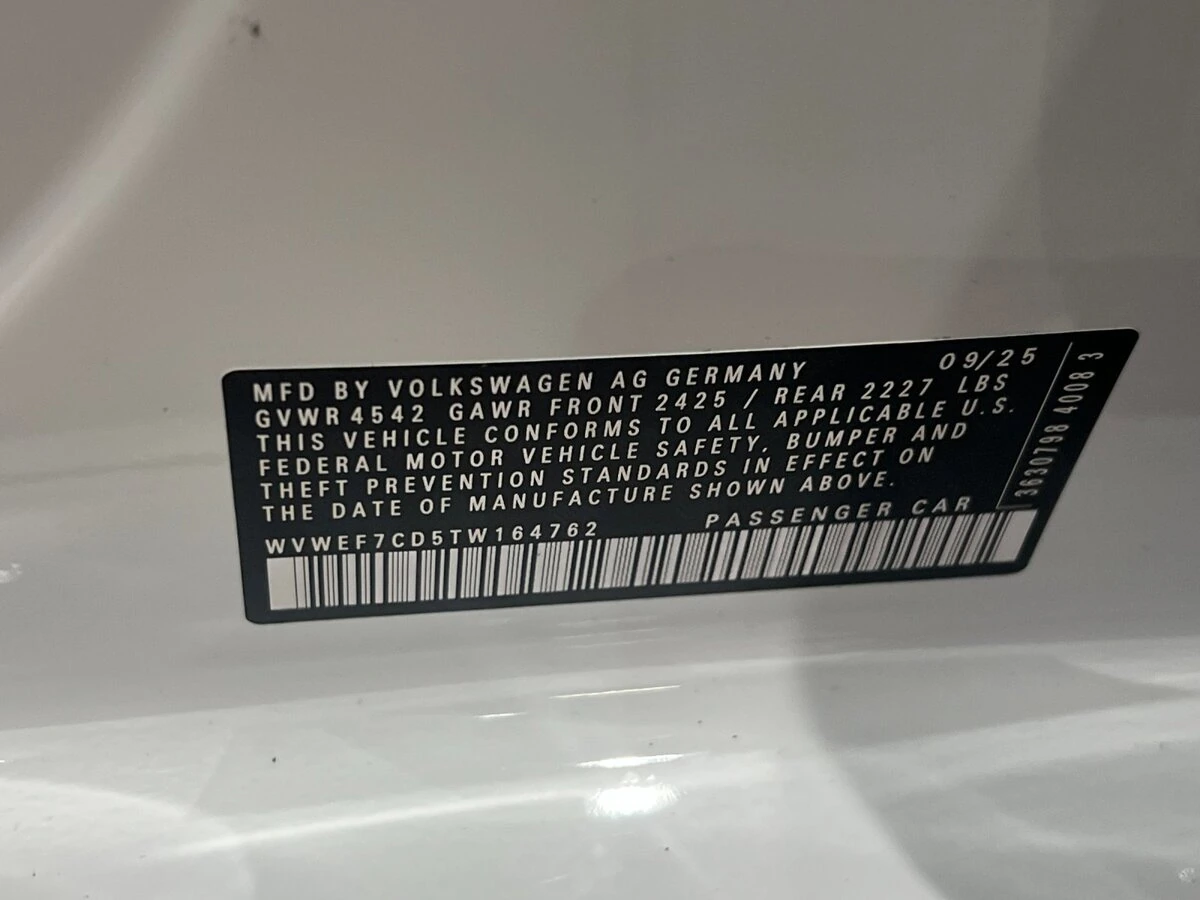 MFD BY VOLKSWAGEN AG GERMANY 09/25
GVWR 4542 GAWR FRONT 2425 / REAR 2227 LBS
THIS VEHICLE CONFORMS TO ALL APPLICABLE U.S.
FEDERAL MOTOR VEHICLE SAFETY, BUMPER AND
THEFT PREVENTION STANDARDS IN EFFECT ON
THE DATE OF MANUFACTURE SHOWN ABOVE.
WVWEF7CD5TW164762 PASSENGER CAR
3630798 4008 3